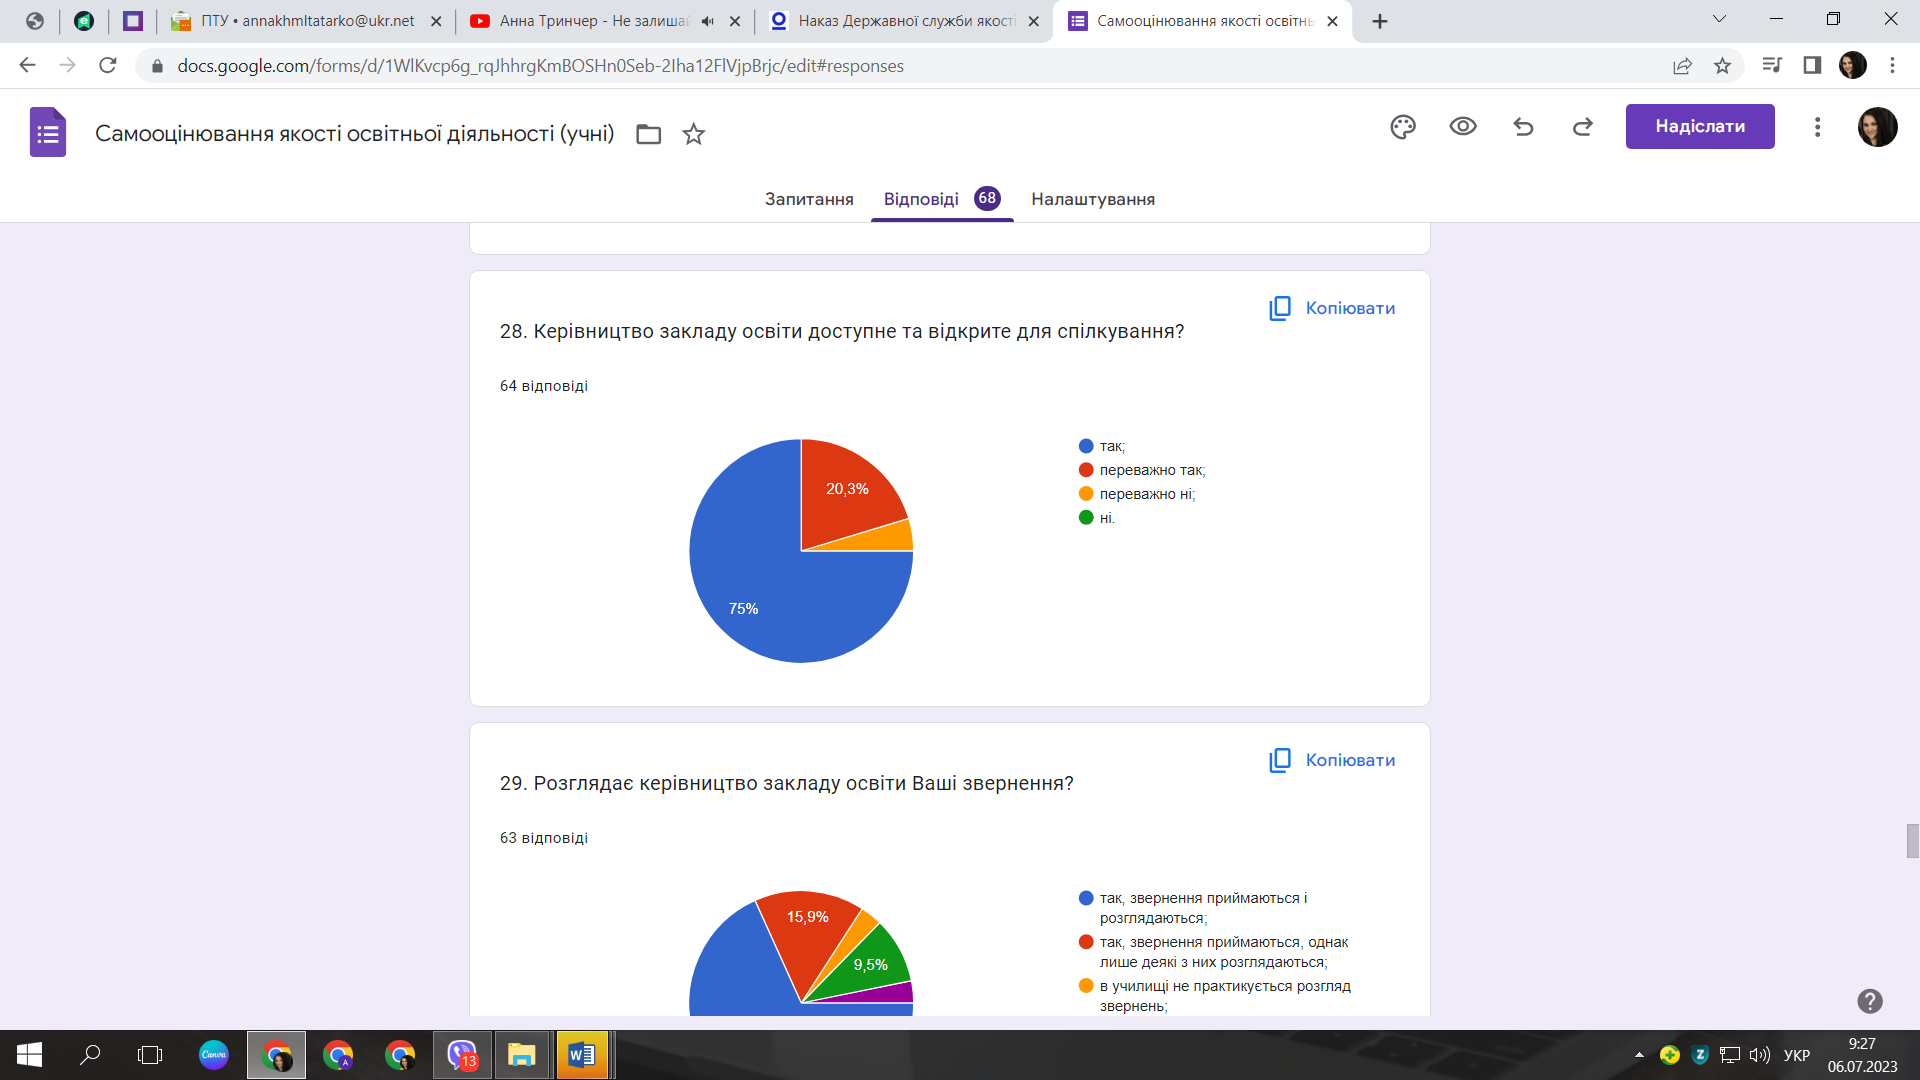 ПТУ • annakhmltatarko@ukr.net
Анна Тринчер - Не залишай
Наказ Державної служби якості
Самооцінювання якості освітнь
docs.google.com/forms/d/1WlKvcp6g_rqJhhrgKmBOSHn0Seb-2Iha12FlVjpBrjc/edit#responses
Самооцінювання якості освітньої діяльності (учні)
Надіслати
Запитання
Відповіді 68
Налаштування
Копіювати
28. Керівництво закладу освіти доступне та відкрите для спілкування?
64 відповіді
20,3%
75%
так;
переважно так;
переважно ні;
ні.
Копіювати
29. Розглядає керівництво закладу освіти Ваші звернення?
63 відповіді
15,9%
9,5%
так, звернення приймаються і
розглядаються;
так, звернення приймаються, однак
лише деякі з них розглядаються;
в училищі не практикується розгляд
звернень;
Canva
A
13
УКР
9:27
06.07.2023